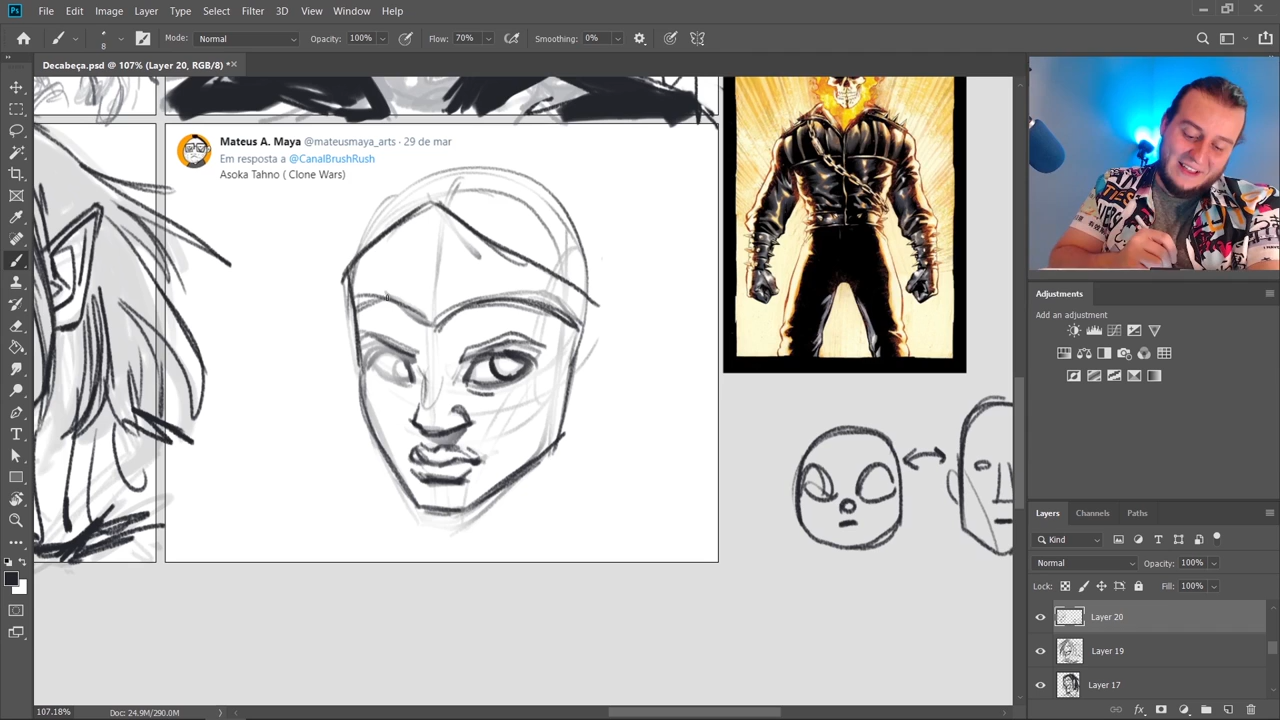 Ps File Edit Image Layer Type Select Filter 3D View Window Help
8 Mode: Normal Opacity: 100% Flow: 70% Smoothing: 0%
Decabeça.psd @ 107% (Layer 20, RGB/8) *
Mateus A. Maya @mateusmaya_arts · 29 de mar
Em resposta a @CanalBrushRush
Asoka Tahno ( Clone Wars)
Adjustments
Add an adjustment
Layers Channels Paths
Kind
Normal Opacity: 100%
Lock: Fill: 100%
Layer 20
Layer 19
Layer 17
107.18% Doc: 24.9M/290.0M